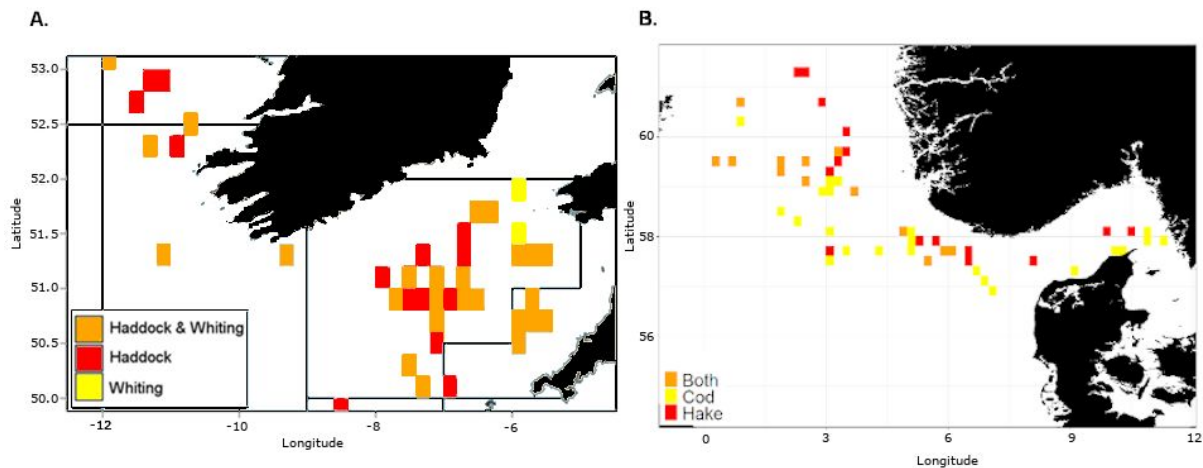 A.
53.0
52.5
52.0
51.5
51.0
50.5
50.0
Latitude
Haddock & Whiting
Haddock
Whiting
-12
-10
-8
-6
Longitude
B.
60
58
56
Latitude
Both
Cod
Hake
0
3
6
9
12
Longitude